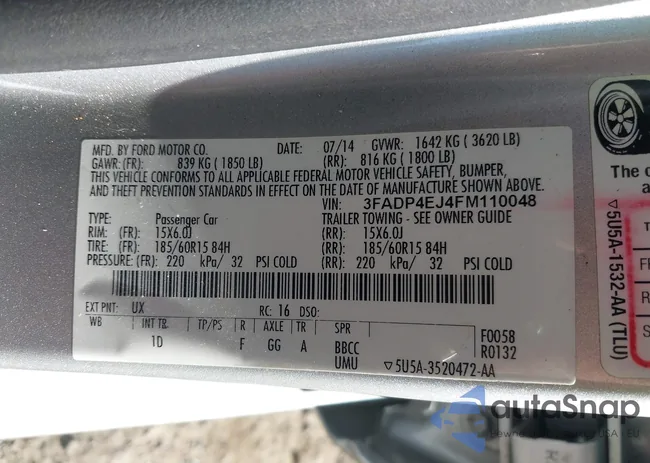 MFD. BY FORD MOTOR CO. DATE: 07/14 GVWR: 1642 KG ( 3620 LB)
GAWR: (FR): 839 KG ( 1850 LB) (RR): 816 KG ( 1800 LB)
THIS VEHICLE CONFORMS TO ALL APPLICABLE FEDERAL MOTOR VEHICLE SAFETY, BUMPER,
AND THEFT PREVENTION STANDARDS IN EFFECT ON THE DATE OF MANUFACTURE SHOWN ABOVE.
VIN: 3FADP4EJ4FM110048
TYPE: Passenger Car TRAILER TOWING - SEE OWNER GUIDE
RIM: (FR): 15X6.0J (RR): 15X6.0J
TIRE: (FR): 185/60R15 84H (RR): 185/60R15 84H
PRESSURE: (FR): 220 kPa/ 32 PSI COLD (RR): 220 kPa/ 32 PSI COLD
EXT PNT: UX RC: 16 DSO:
WB INT TR. TP/PS R AXLE TR SPR F0058
1D F GG A BBCC R0132
UMU ▽5U5A-3520472-AA
The c
▽5U5A-1532-AA (TLU)
F
R
S
autoSnap